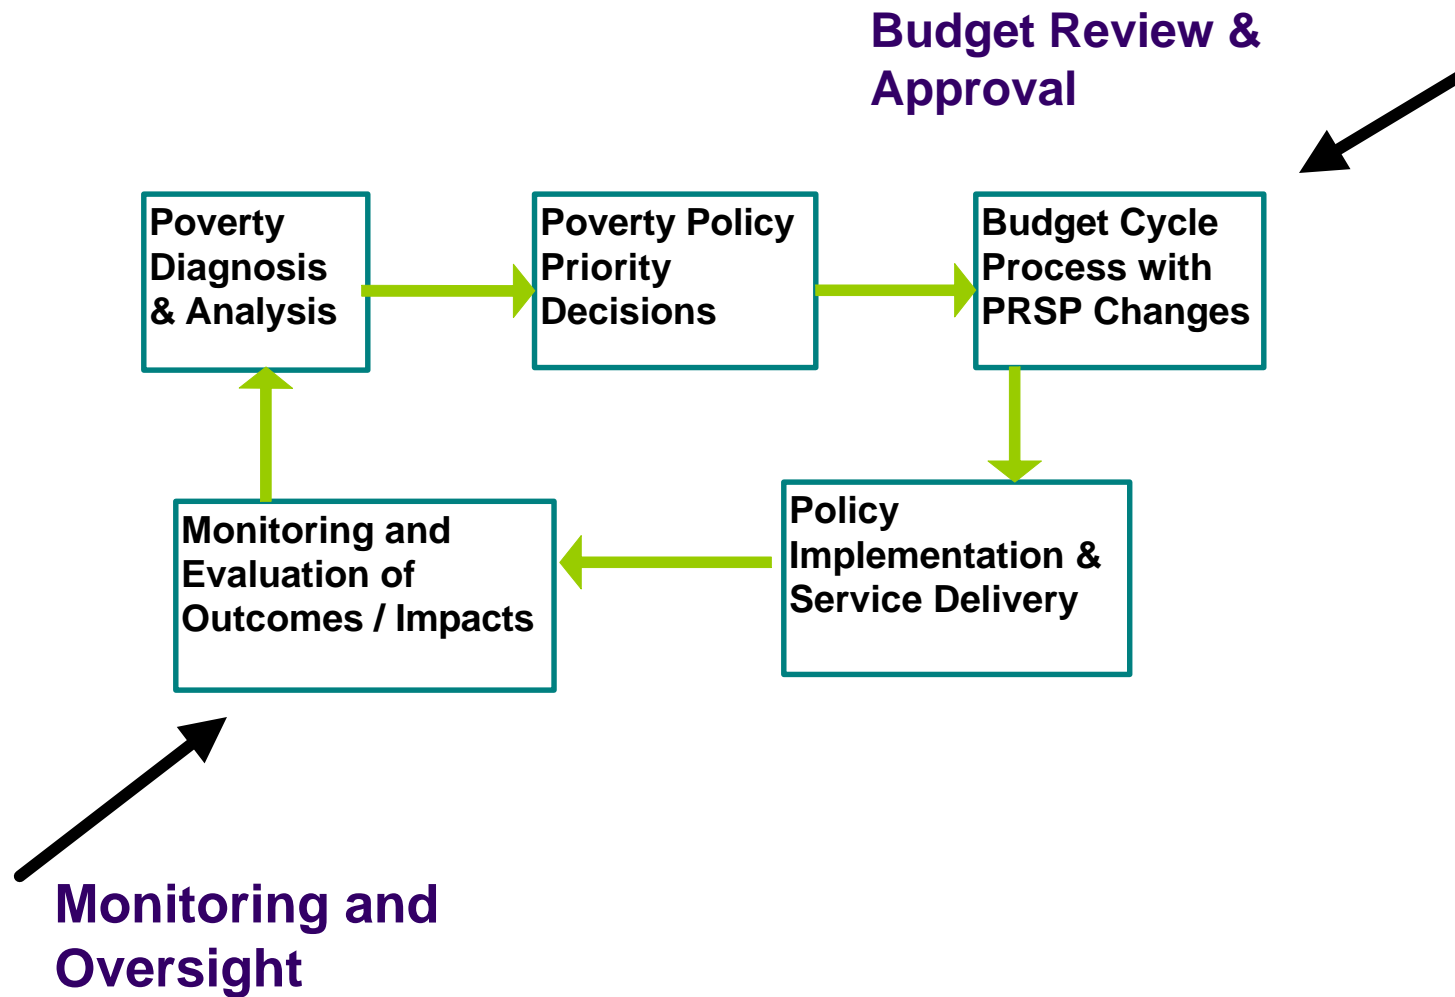 Budget Review &
Approval
Poverty
Diagnosis
& Analysis
Poverty Policy
Priority
Decisions
Budget Cycle
Process with
PRSP Changes
Monitoring and
Evaluation of
Outcomes / Impacts
Policy
Implementation &
Service Delivery
Monitoring and
Oversight